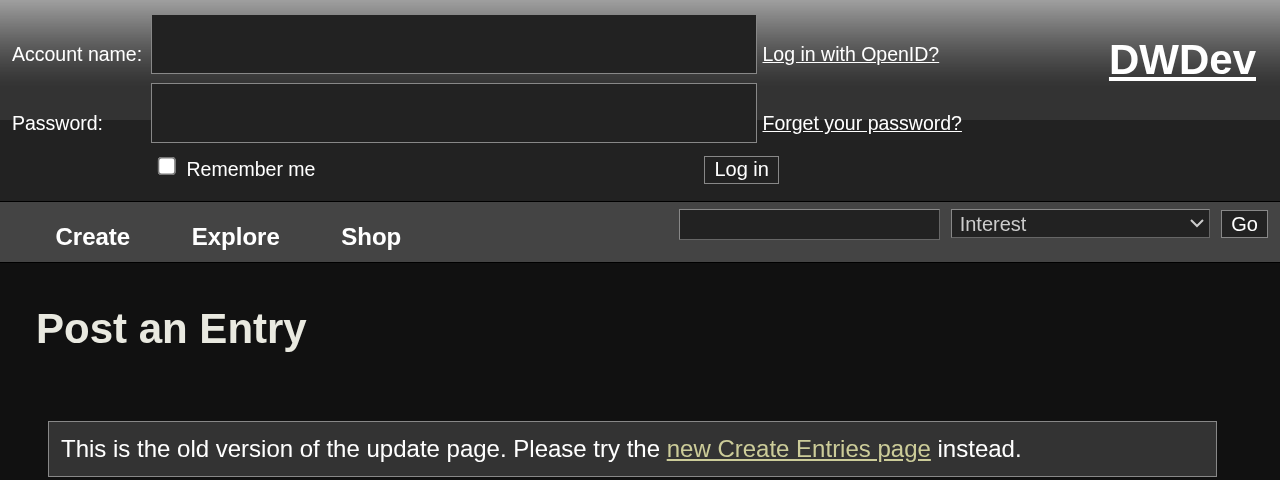 Account name:
Log in with OpenID?
DWDev
Password:
Forget your password?
Remember me
Log in
Create
Explore
Shop
Interest
Go
Post an Entry
This is the old version of the update page. Please try the new Create Entries page instead.